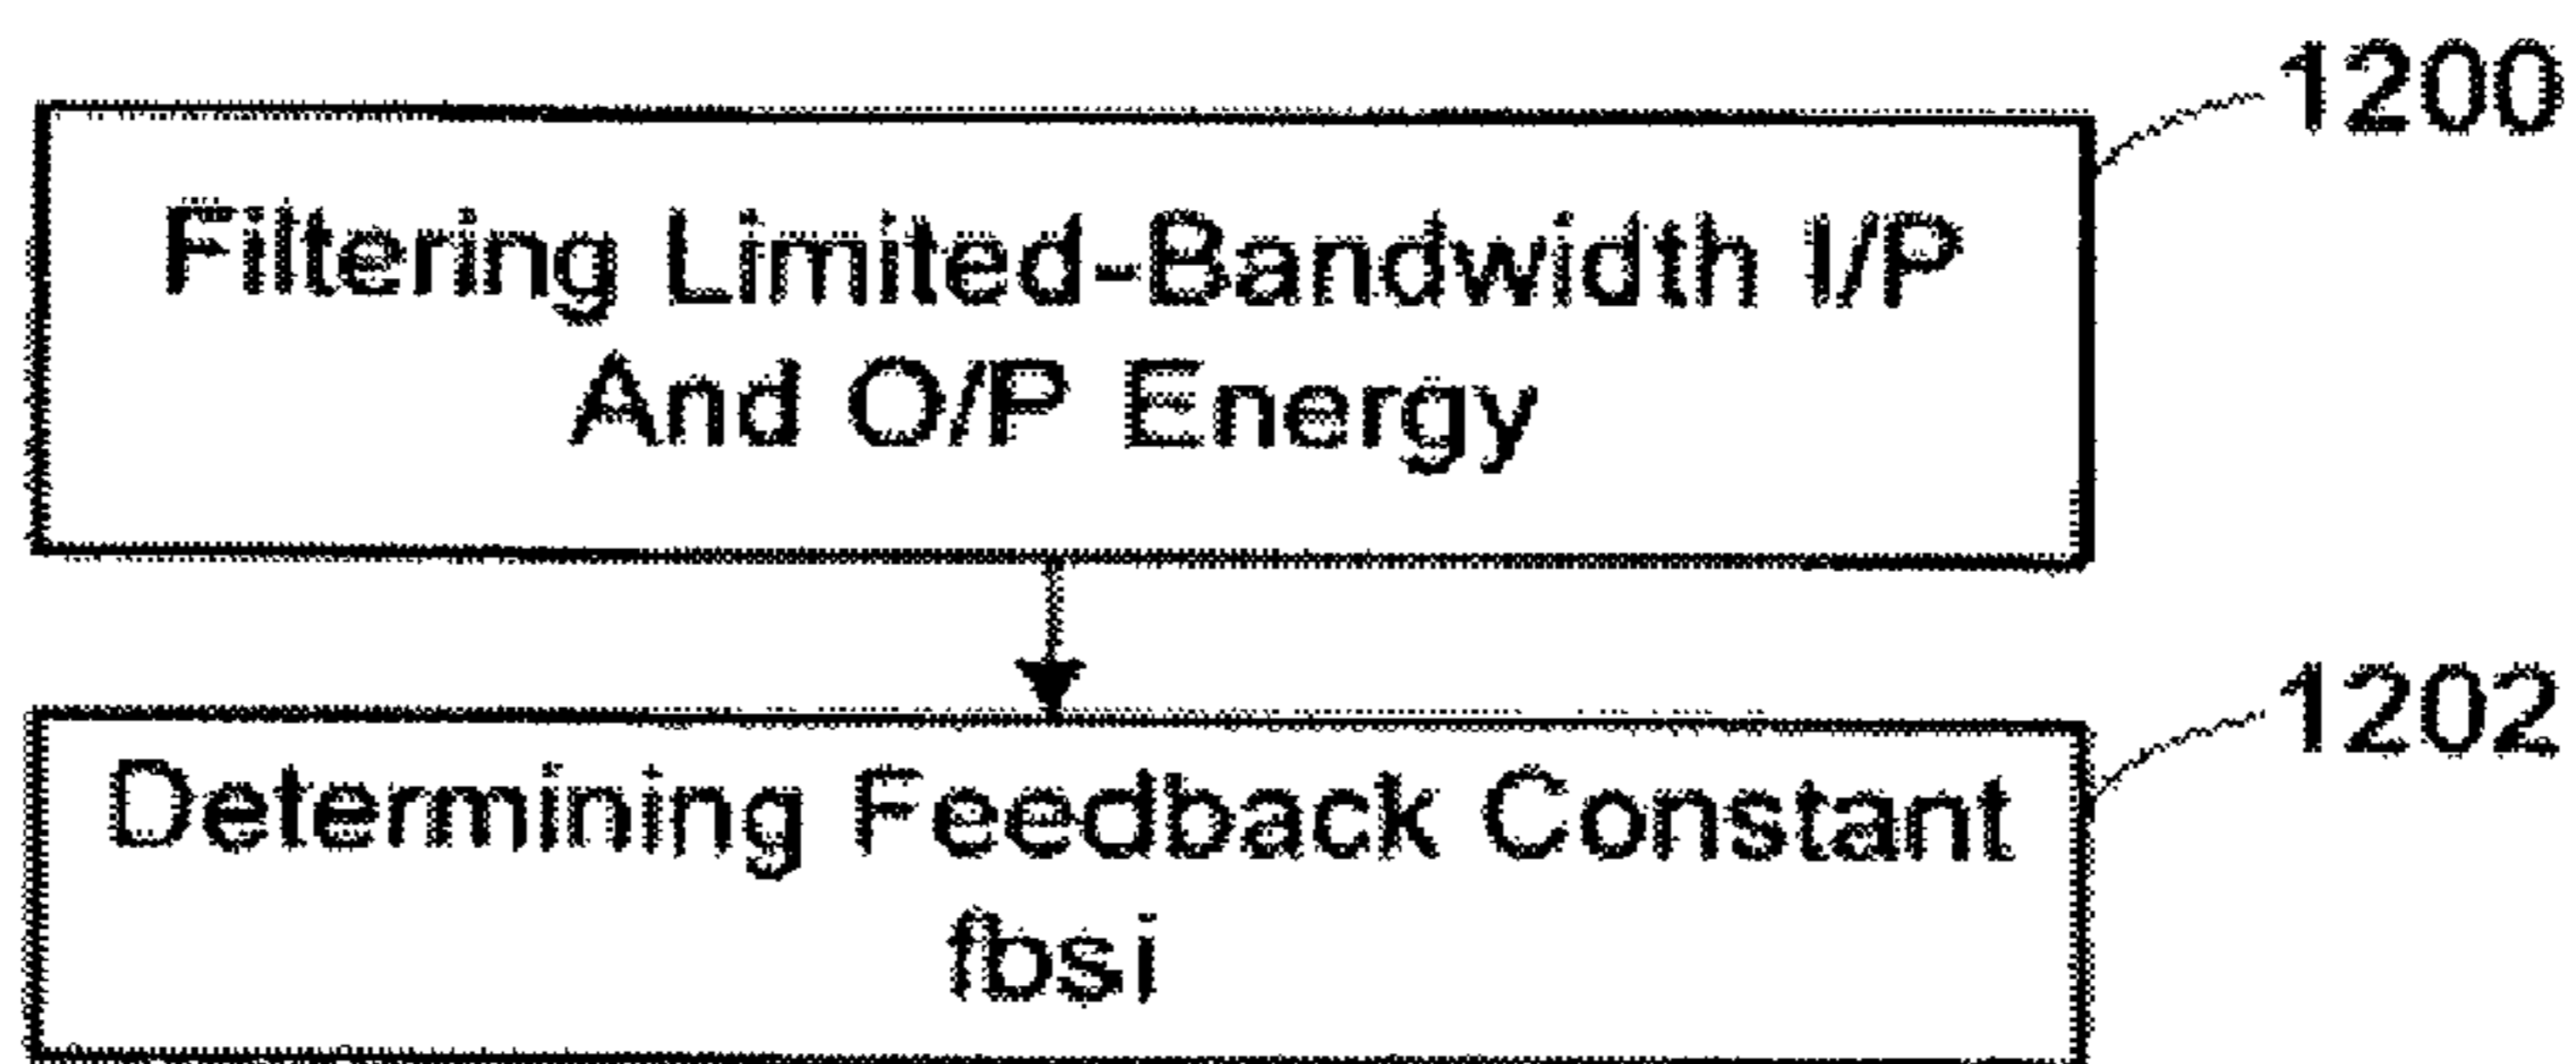 1200
Filtering Limited-Bandwidth I/P
And O/P Energy
1202
Determining Feedback Constant
fbsi